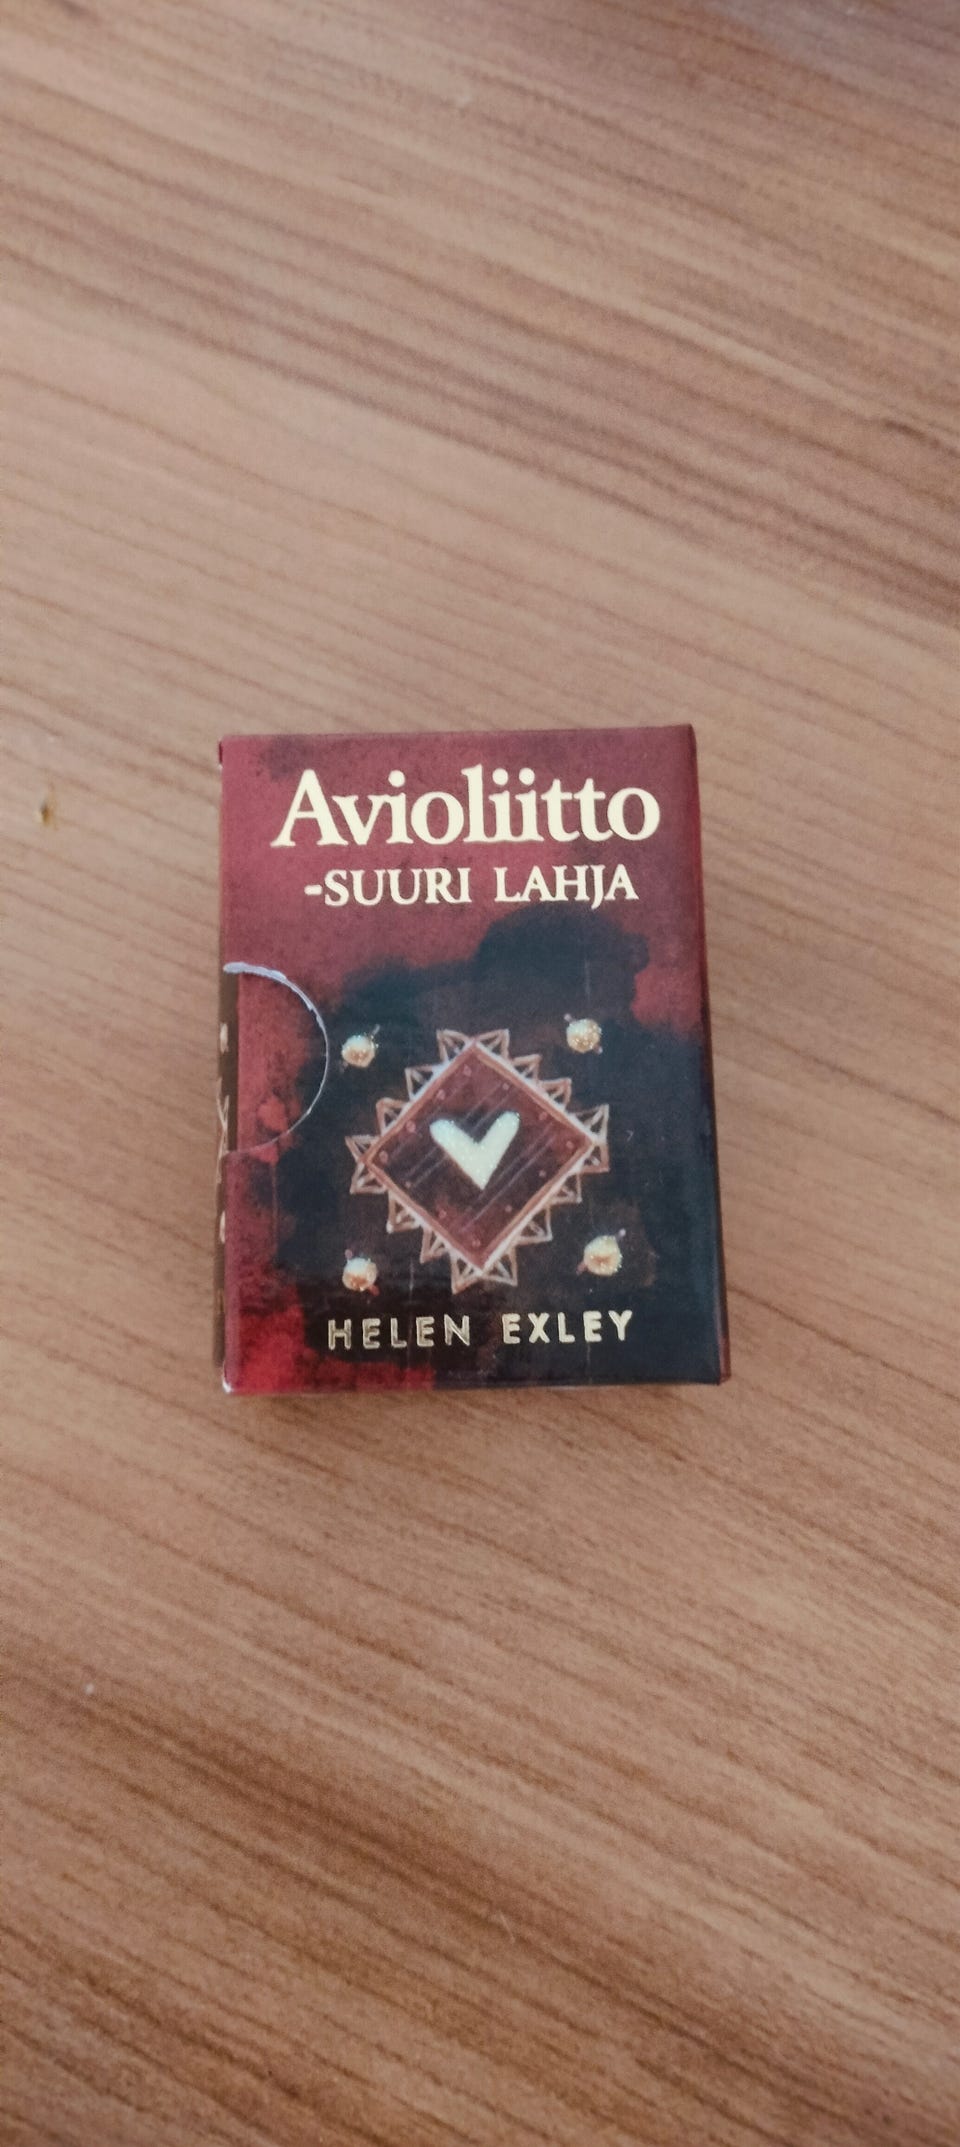 Avioliitto
-SUURI LAHJA
HELEN EXLEY